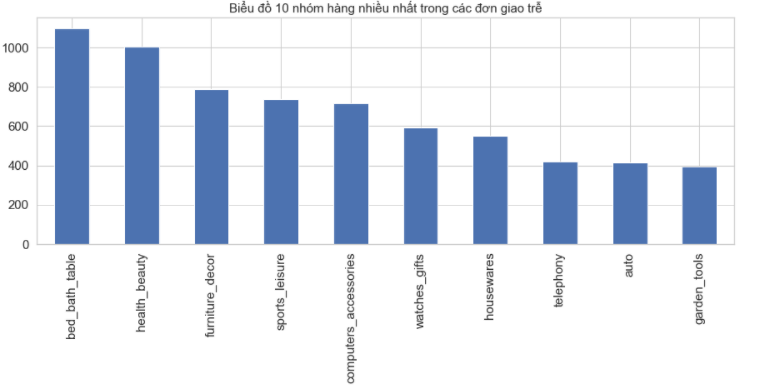 Biểu đồ 10 nhóm hàng nhiều nhất trong các đơn giao trễ
1000
800
600
400
200
0
bed_bath_table
health_beauty
furniture_decor
sports_leisure
computers_accessories
watches_gifts
housewares
telephony
auto
garden_tools